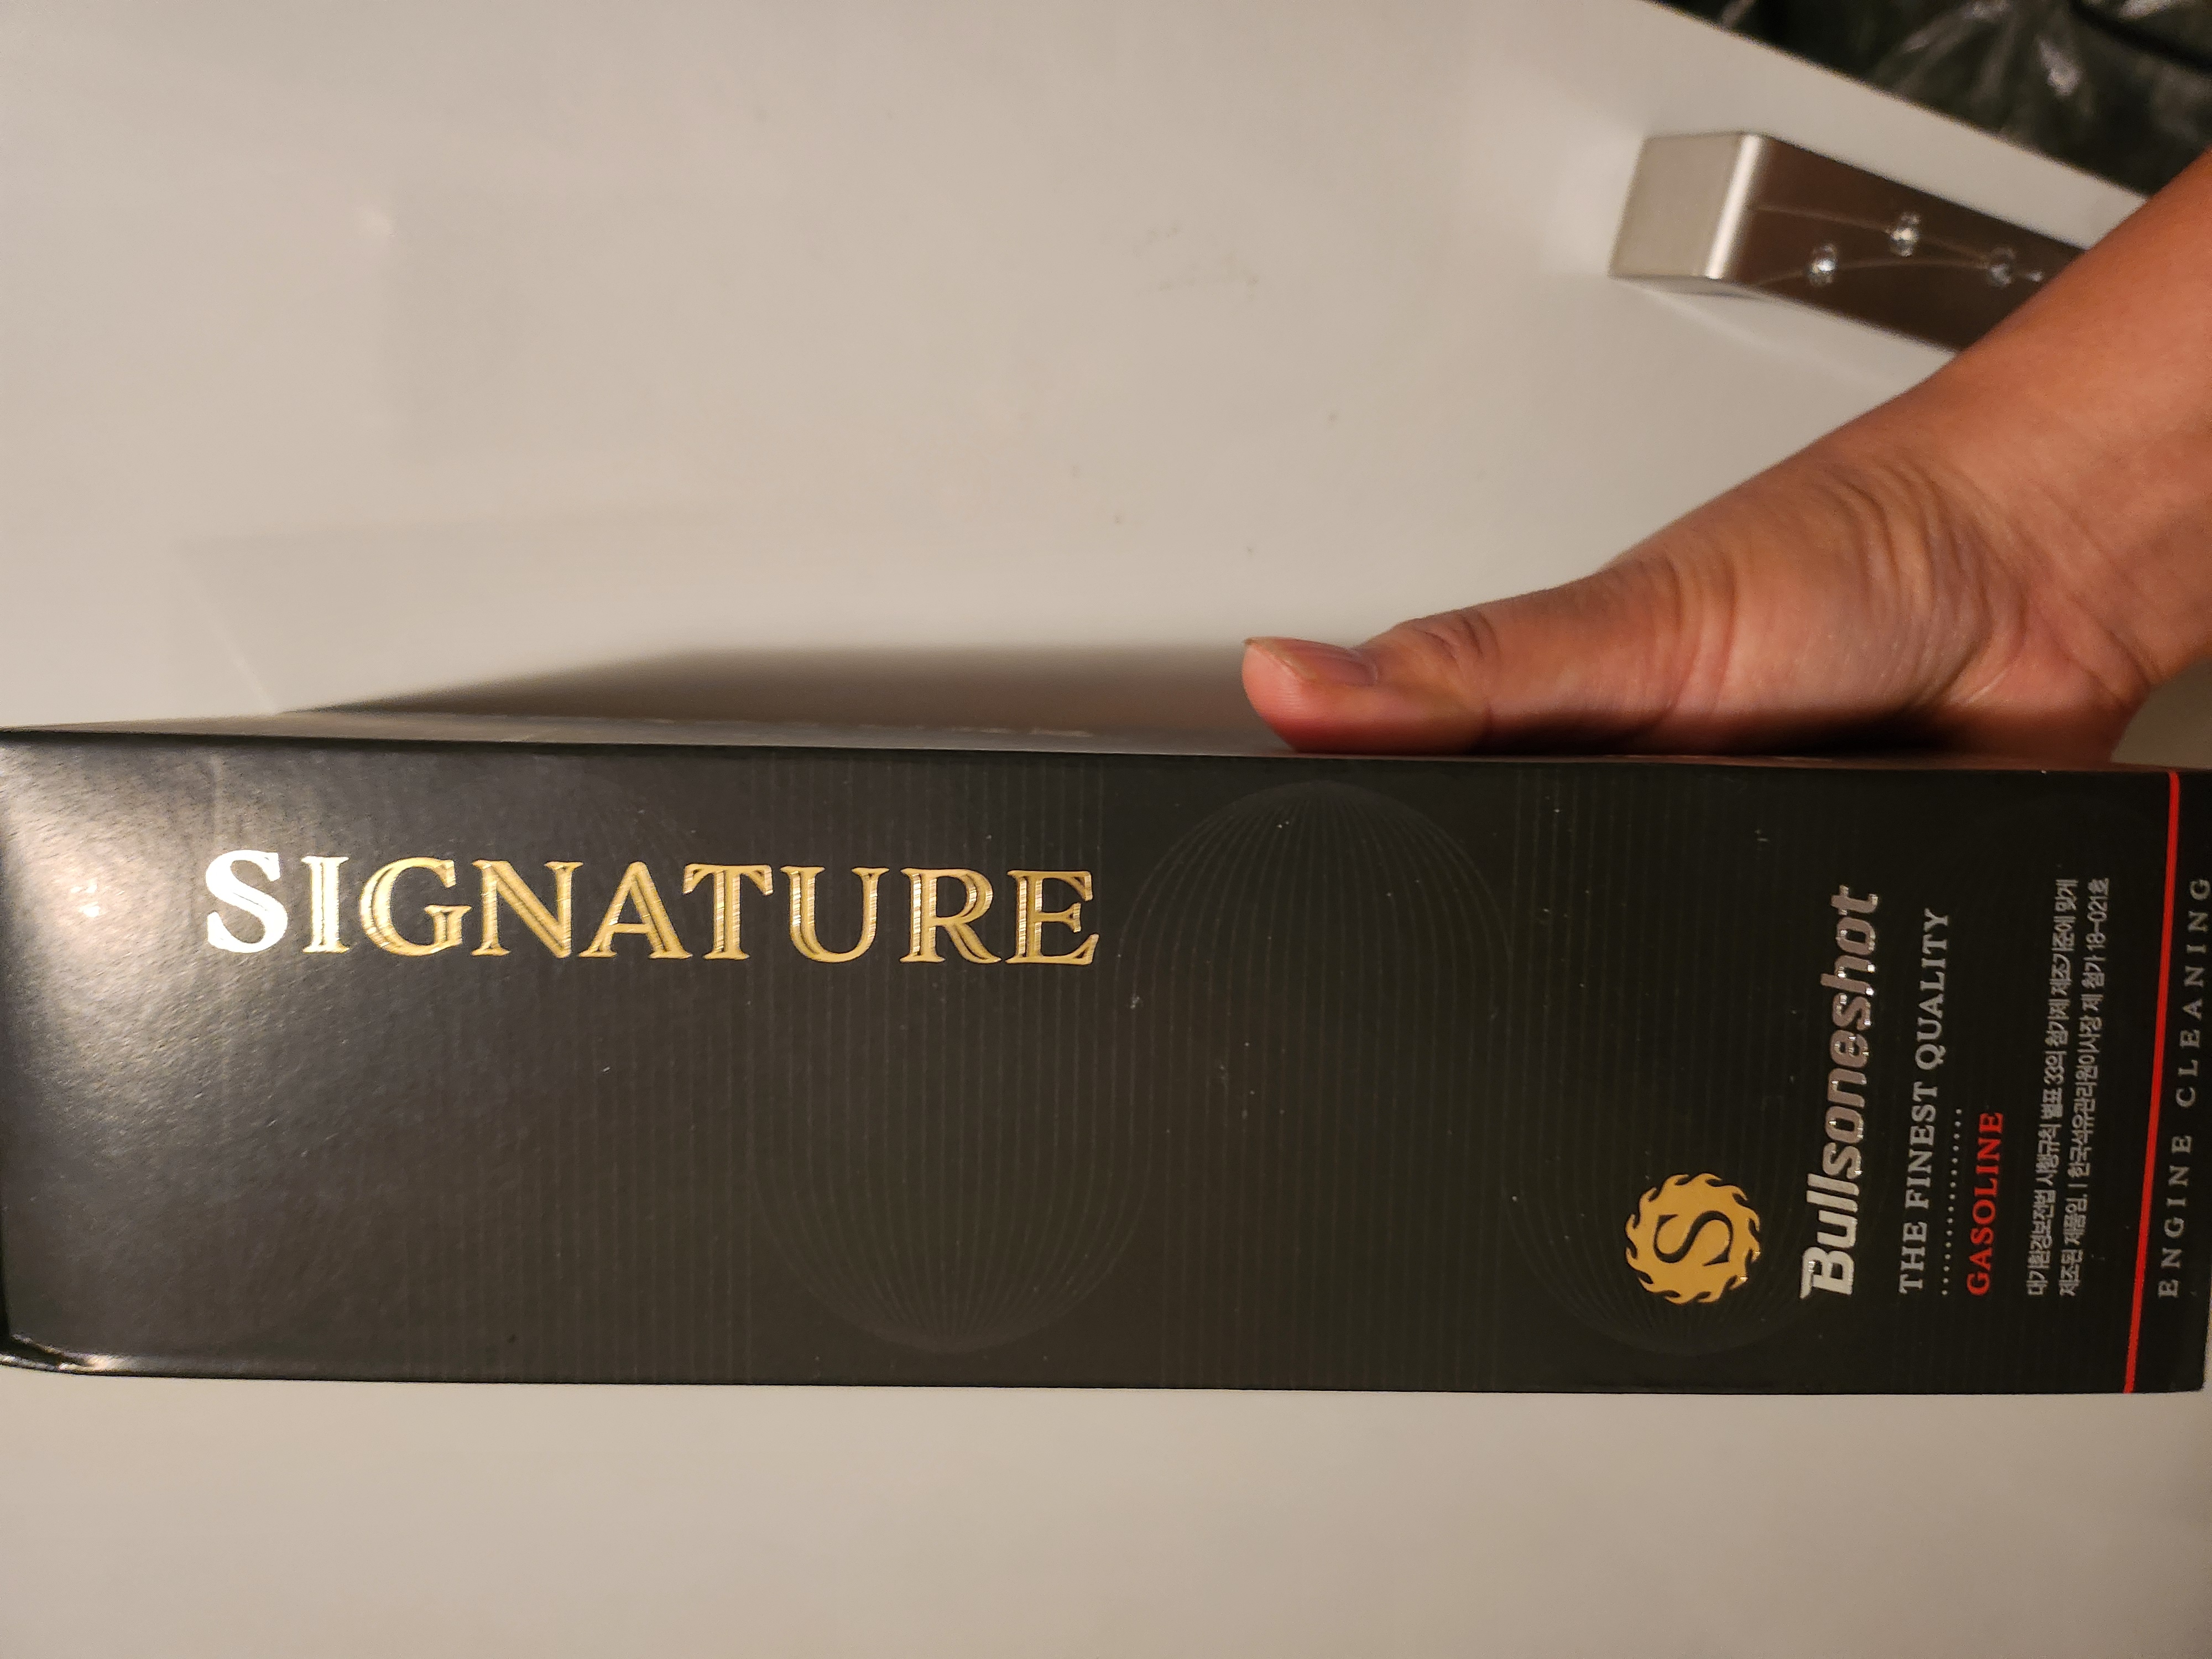 SIGNATURE
S
Bullsoneshot
THE FINEST QUALITY
GASOLINE
대기환경보전법 시행규칙 별표 33의 첨가제 제조기준에 맞게
제조된 제품임. | 한국석유관리원이사장 제 첨가 18-021호
ENGINE CLEANING